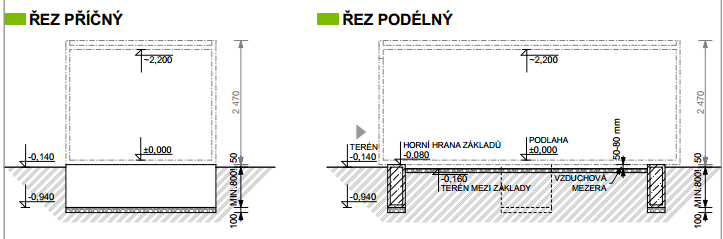 ŘEZ PŘÍČNÝ
~2,200
2 470
±0,000
-0,140
50
MIN.800!
-0,940
100
ŘEZ PODÉLNÝ
~2,200
2 470
50-80 mm
TERÉN
HORNÍ HRANA ZÁKLADŮ
PODLAHA
-0,140
-0,080
±0,000
50
-0,160
VZDUCHOVÁ
TERÉN MEZI ZÁKLADY
MEZERA
MIN.800!
-0,940
100